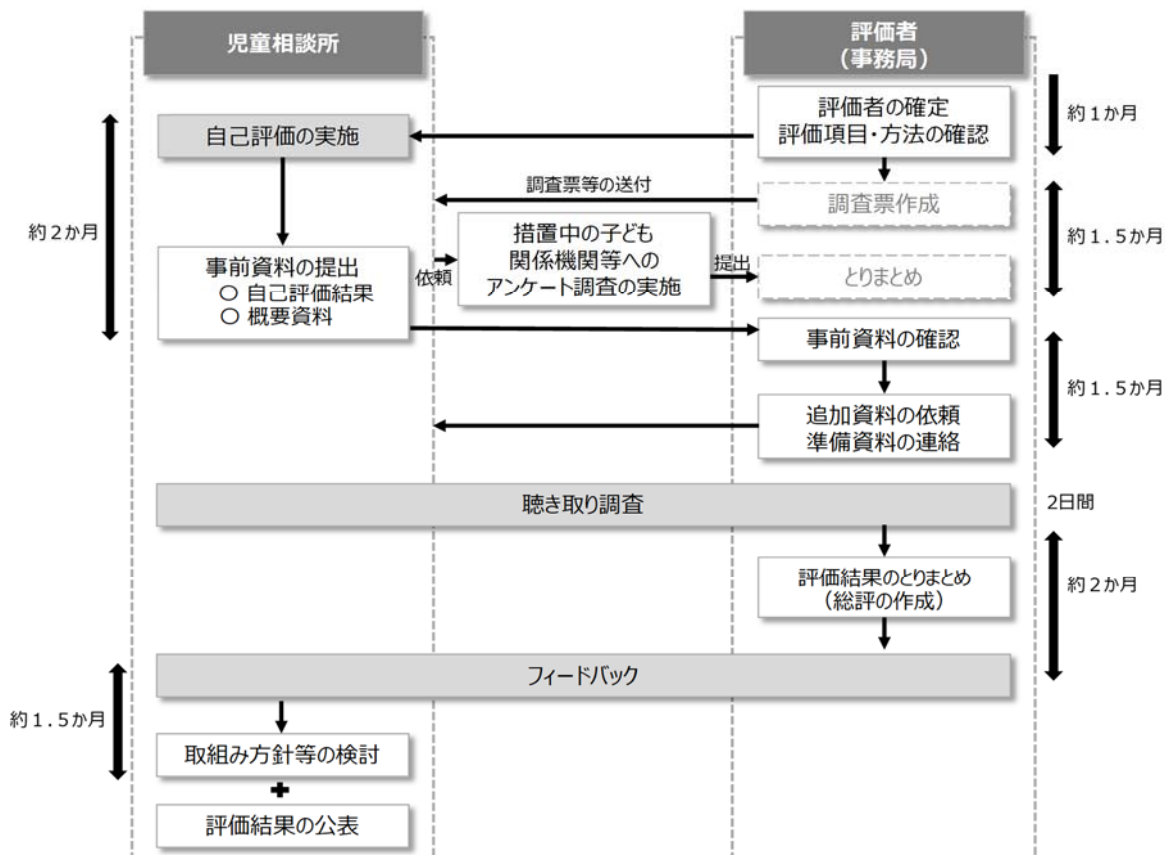 児童相談所
評価者
（事務局）
評価者の確定
評価項目・方法の確認
約１か月
自己評価の実施
調査票等の送付
調査票作成
約２か月
措置中の子ども
関係機関等への
アンケート調査の実施
約１.５か月
事前資料の提出
○ 自己評価結果
○ 概要資料
依頼
提出
とりまとめ
事前資料の確認
約１.５か月
追加資料の依頼
準備資料の連絡
聴き取り調査
2日間
評価結果のとりまとめ
（総評の作成）
約２か月
フィードバック
約１.５か月
取組み方針等の検討
評価結果の公表